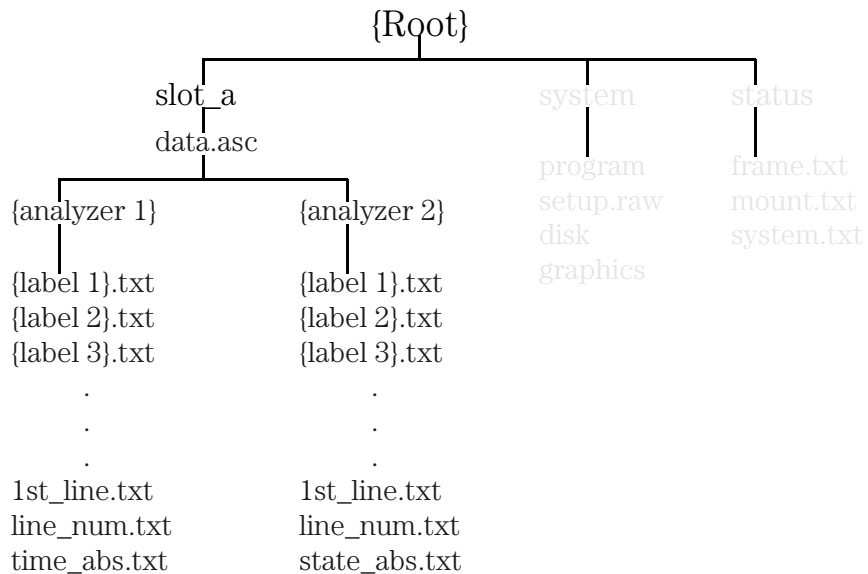 {Root}
slot_a system status
data.asc
program frame.txt
{analyzer 1} {analyzer 2} setup.raw mount.txt
disk system.txt
graphics
{label 1}.txt {label 1}.txt
{label 2}.txt {label 2}.txt
{label 3}.txt {label 3}.txt
. .
. .
. .
1st_line.txt 1st_line.txt
line_num.txt line_num.txt
time_abs.txt state_abs.txt